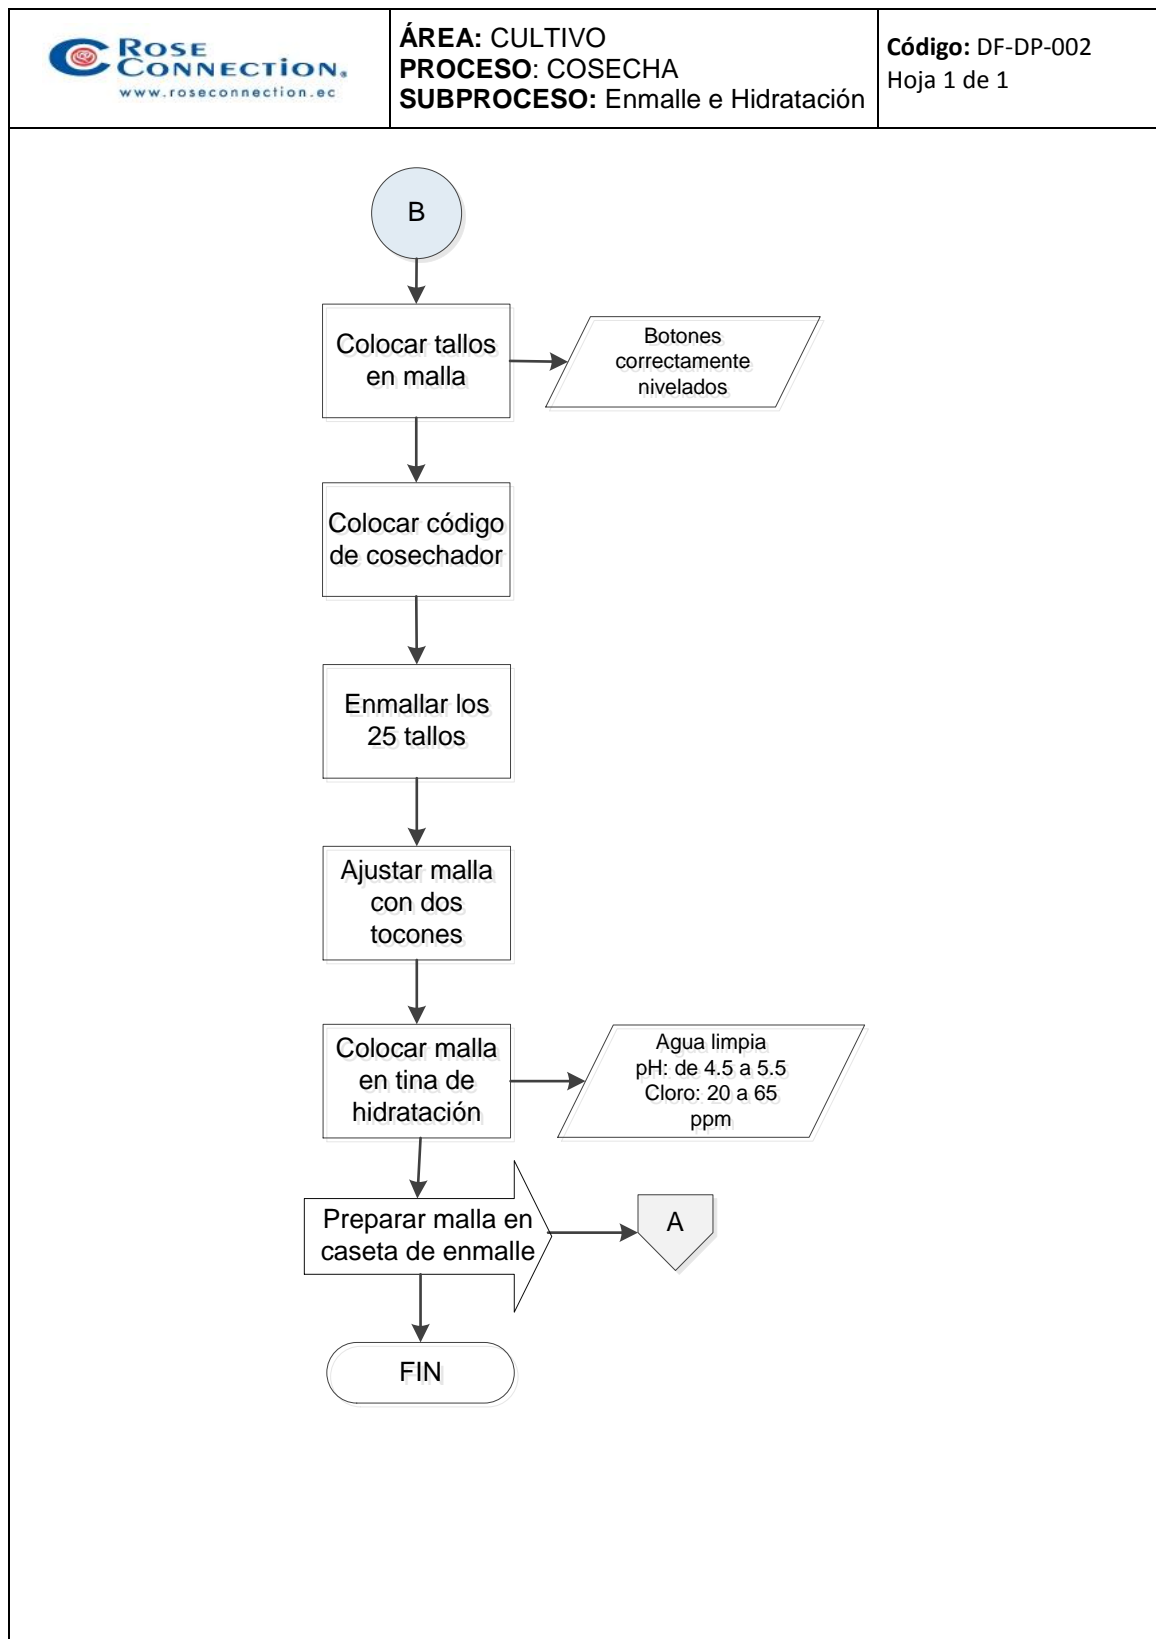 ROSE
CONNECTION®
www.roseconnection.ec
ÁREA: CULTIVO
PROCESO: COSECHA
SUBPROCESO: Enmalle e Hidratación
Código: DF-DP-002
Hoja 1 de 1
B
Colocar tallos
en malla
Botones
correctamente
nivelados
Colocar código
de cosechador
Enmallar los
25 tallos
Ajustar malla
con dos
tocones
Colocar malla
en tina de
hidratación
Agua limpia
pH: de 4.5 a 5.5
Cloro: 20 a 65
ppm
Preparar malla en
caseta de enmalle
A
FIN